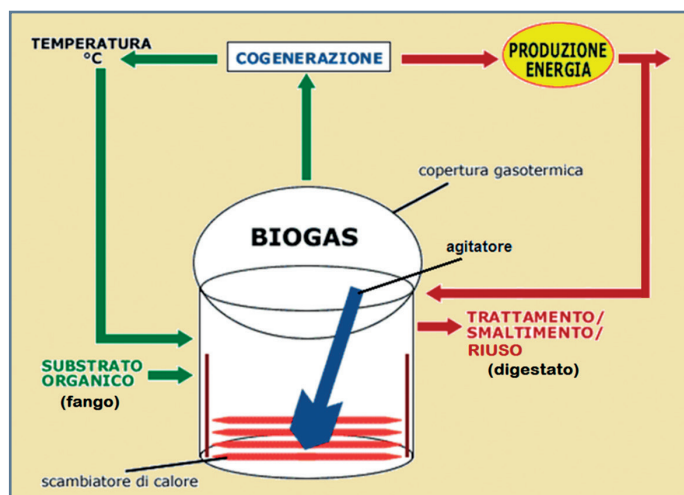 TEMPERATURA
°C
COGENERAZIONE
PRODUZIONE
ENERGIA
copertura gasotermica
BIOGAS
agitatore
TRATTAMENTO/
SMALTIMENTO/
RIUSO
(digestato)
SUBSTRATO
ORGANICO
(fango)
scambiatore di calore